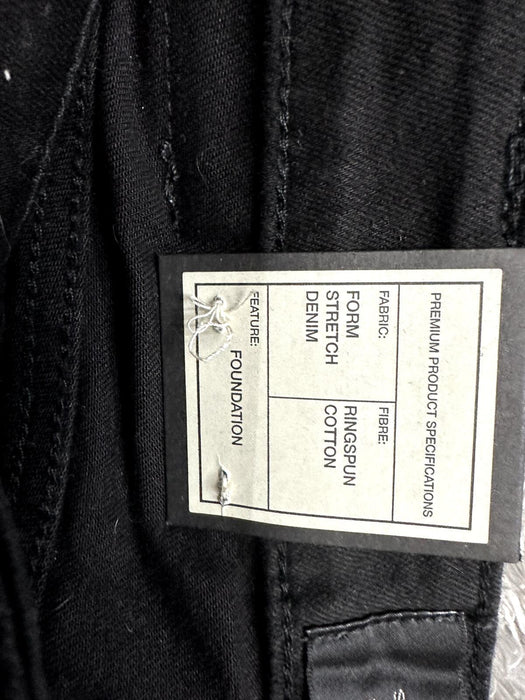 PREMIUM PRODUCT SPECIFICATIONS
FABRIC:
FORM
STRETCH
DENIM
FIBRE:
RINGSPUN
COTTON
FEATURE:
FOUNDATION